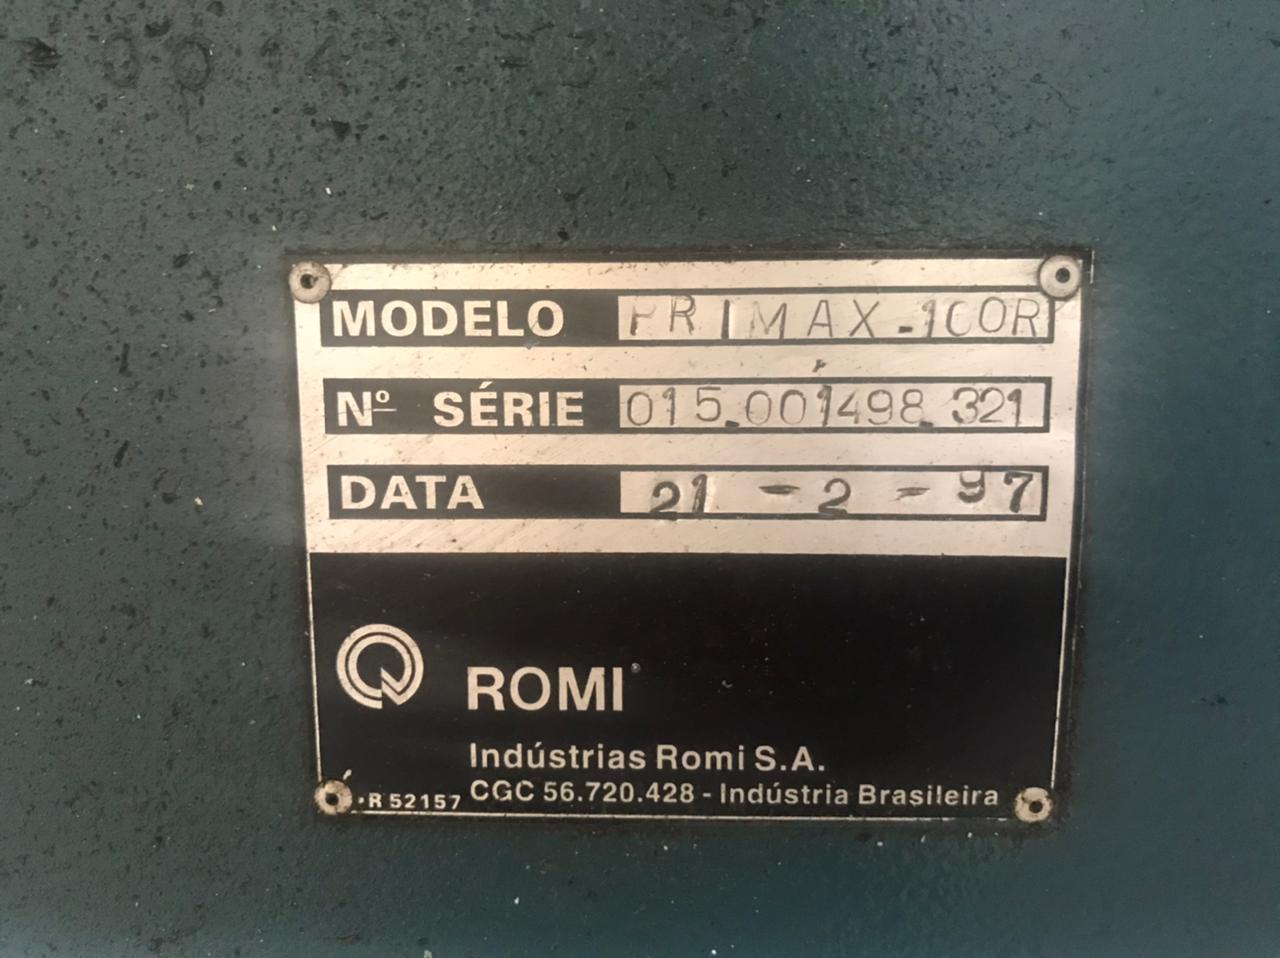 MODELO PRIMAX-100R
Nº SÉRIE 015.001498.321
DATA 21 - 2 - 97
ROMI
Indústrias Romi S.A.
R 52157 CGC 56.720.428 - Indústria Brasileira